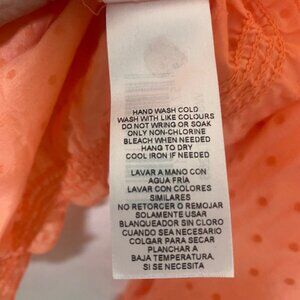 HAND WASH COLD
WASH WITH LIKE COLOURS
DO NOT WRING OR SOAK
ONLY NON-CHLORINE
BLEACH WHEN NEEDED
HANG TO DRY
COOL IRON IF NEEDED
LAVAR A MANO CON
AGUA FRÍA
LAVAR CON COLORES
SIMILARES
NO RETORCER O REMOJAR
SOLAMENTE USAR
BLANQUEADOR SIN CLORO
CUANDO SEA NECESARIO
COLGAR PARA SECAR
PLANCHAR A
BAJA TEMPERATURA,
SI SE NECESITA